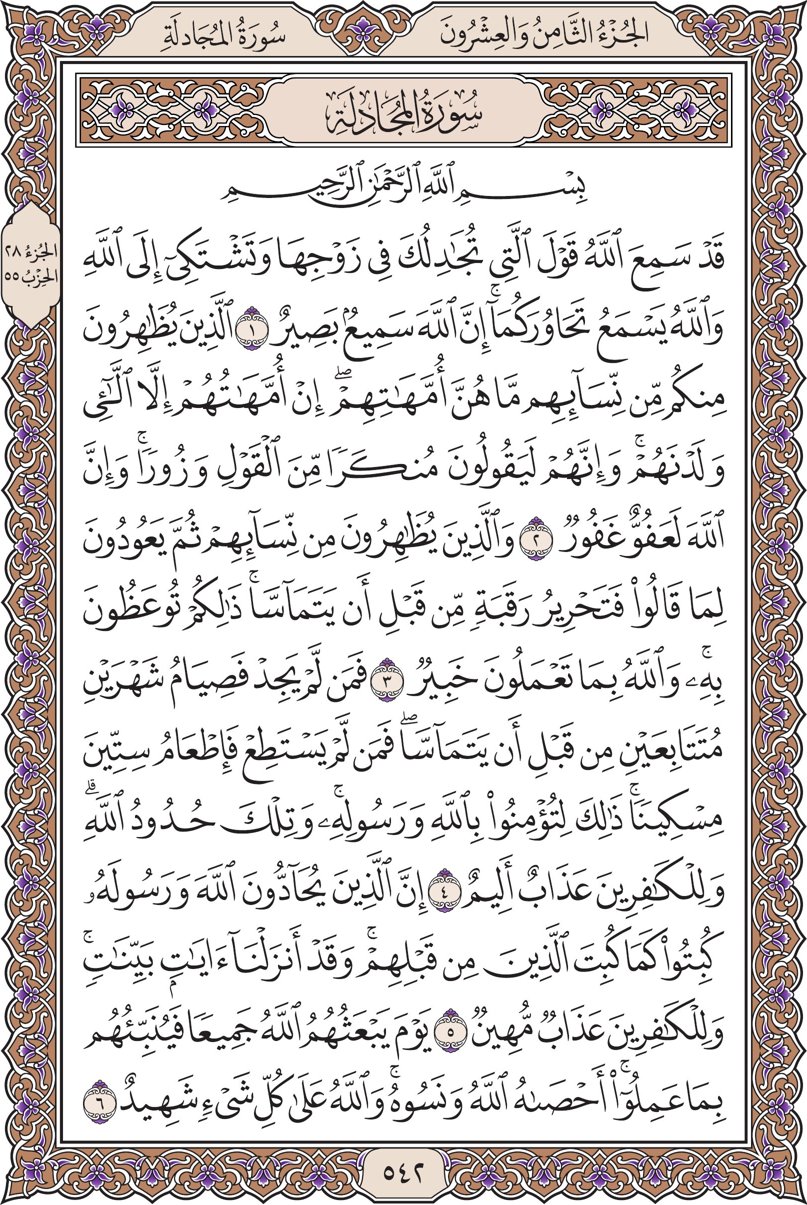 الجُزْءُ الثَّامِنُ وَالعِشْرُونَ
سُورَةُ المُجَادلَةِ
سُورَةُ المُجَادلَةِ
بِسْمِ ٱللَّهِ ٱلرَّحْمَٰنِ ٱلرَّحِيمِ
الجُزءُ ٢٨
الحِزْبُ ٥٥
قَدْ سَمِعَ ٱللَّهُ قَوْلَ ٱلَّتِي تُجَٰدِلُكَ فِي زَوْجِهَا وَتَشْتَكِيٓ إِلَى ٱللَّهِ
وَٱللَّهُ يَسْمَعُ تَحَاوُرَكُمَآۚ إِنَّ ٱللَّهَ سَمِيعُۢ بَصِيرٌ ١ ٱلَّذِينَ يُظَٰهِرُونَ
مِنكُم مِّن نِّسَآئِهِم مَّا هُنَّ أُمَّهَٰتِهِمْۖ إِنْ أُمَّهَٰتُهُمْ إِلَّا ٱلَّٰٓـِٔي
وَلَدْنَهُمْۚ وَإِنَّهُمْ لَيَقُولُونَ مُنكَرًا مِّنَ ٱلْقَوْلِ وَزُورًاۚ وَإِنَّ
ٱللَّهَ لَعَفُوٌّ غَفُورٌ ٢ وَٱلَّذِينَ يُظَٰهِرُونَ مِن نِّسَآئِهِمْ ثُمَّ يَعُودُونَ
لِمَا قَالُوا۟ فَتَحْرِيرُ رَقَبَةٍ مِّن قَبْلِ أَن يَتَمَآسَّاۚ ذَٰلِكُمْ تُوعَظُونَ
بِهِۦۚ وَٱللَّهُ بِمَا تَعْمَلُونَ خَبِيرٌ ٣ فَمَن لَّمْ يَجِدْ فَصِيَامُ شَهْرَيْنِ
مُتَتَابِعَيْنِ مِن قَبْلِ أَن يَتَمَآسَّاۖ فَمَن لَّمْ يَسْتَطِعْ فَإِطْعَامُ سِتِّينَ
مِسْكِينًاۚ ذَٰلِكَ لِتُؤْمِنُوا۟ بِٱللَّهِ وَرَسُولِهِۦۚ وَتِلْكَ حُدُودُ ٱللَّهِۗ
وَلِلْكَٰفِرِينَ عَذَابٌ أَلِيمٌ ٤ إِنَّ ٱلَّذِينَ يُحَآدُّونَ ٱللَّهَ وَرَسُولَهُۥ
كُبِتُوا۟ كَمَا كُبِتَ ٱلَّذِينَ مِن قَبْلِهِمْۚ وَقَدْ أَنزَلْنَآ ءَايَٰتٍۭ بَيِّنَٰتٍۚ
وَلِلْكَٰفِرِينَ عَذَابٌ مُّهِينٌ ٥ يَوْمَ يَبْعَثُهُمُ ٱللَّهُ جَمِيعًا فَيُنَبِّئُهُم
بِمَا عَمِلُوٓا۟ۚ أَحْصَىٰهُ ٱللَّهُ وَنَسُوهُۚ وَٱللَّهُ عَلَىٰ كُلِّ شَيْءٍ شَهِيدٌ ٦
٥٤٢